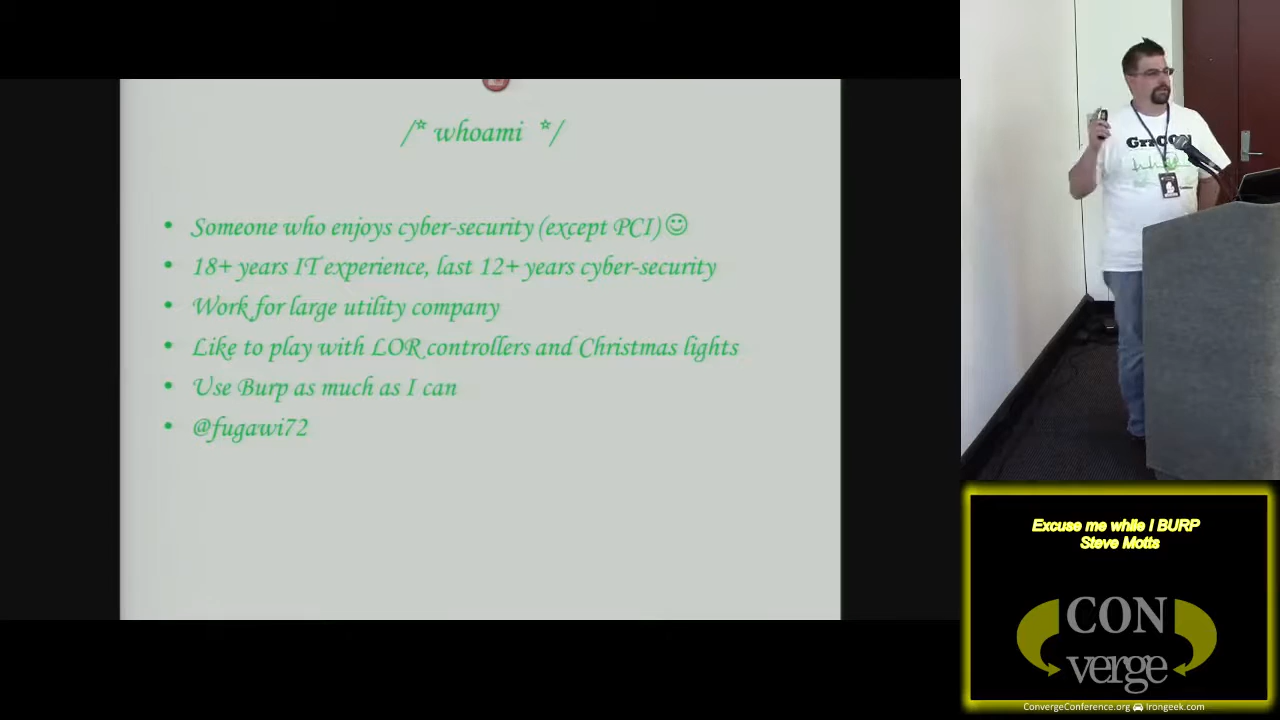 /* whoami */
• Someone who enjoys cyber-security (except PCI)☺
• 18+ years IT experience, last 12+ years cyber-security
• Work for large utility company
• Like to play with LOR controllers and Christmas lights
• Use Burp as much as I can
• @fugawi72
GrrCON
Excuse me while I BURP
Steve Motts
CON
verge
ConvergeConference.org Irongeek.com